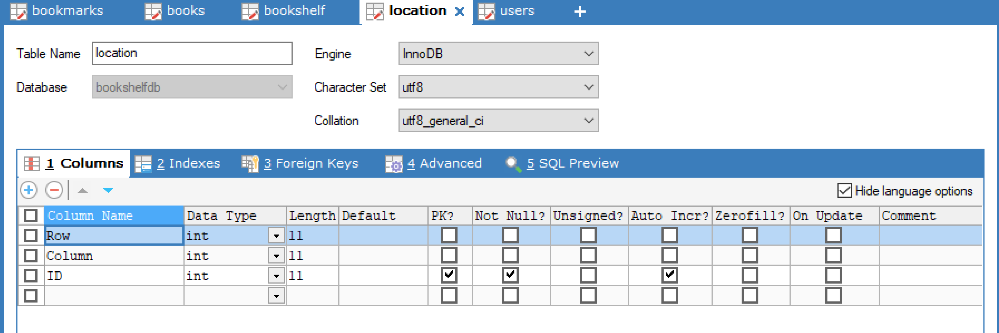 bookmarks books bookshelf location users
Table Name location Engine InnoDB
Database bookshelfdb Character Set utf8
Collation utf8_general_ci
1 Columns 2 Indexes 3 Foreign Keys 4 Advanced 5 SQL Preview
Hide language options
Column Name Data Type Length Default PK? Not Null? Unsigned? Auto Incr? Zerofill? On Update Comment
Row int 11
Column int 11
ID int 11